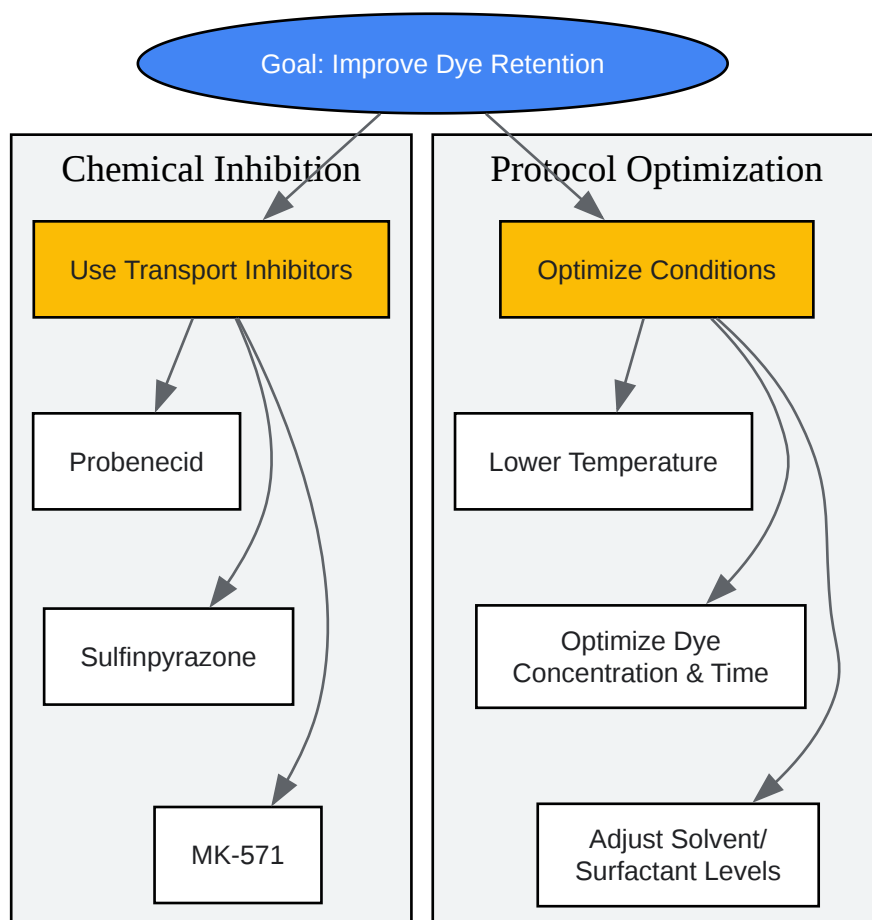 Goal: Improve Dye Retention
Chemical Inhibition
Use Transport Inhibitors
Probenecid
Sulfinpyrazone
MK-571
Protocol Optimization
Optimize Conditions
Lower Temperature
Optimize Dye
Concentration & Time
Adjust Solvent/
Surfactant Levels